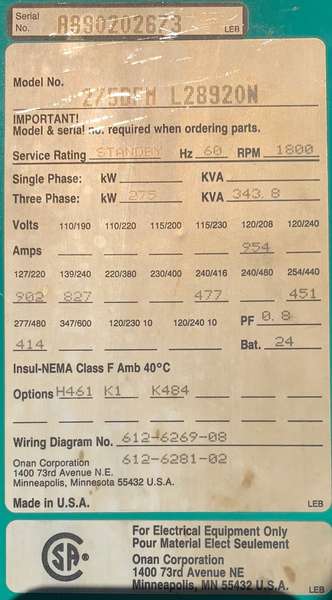 Serial No. A890202673 LEB
Model No. 275DFM L28920N
IMPORTANT!
Model & serial no. required when ordering parts.
Service Rating STANDBY Hz 60 RPM 1800
Single Phase: kW KVA
Three Phase: kW 275 KVA 343.8
Volts 110/190 110/220 115/200 115/230 120/208 120/240
Amps 954
127/220 139/240 220/380 230/400 240/416 240/480 254/440
902 827 477 451
277/480 347/600 120/230 10 120/240 10 PF 0.8
414 Bat. 24
Insul-NEMA Class F Amb 40°C
Options H461 K1 K484
Wiring Diagram No. 612-6269-08
612-6281-02
Onan Corporation
1400 73rd Avenue N.E.
Minneapolis, Minnesota 55432 U.S.A.
Made in U.S.A. LEB
For Electrical Equipment Only
Pour Material Elect Seulement
Onan Corporation
1400 73rd Avenue NE
Minneapolis, MN 55432 U.S.A. LEB
CSA